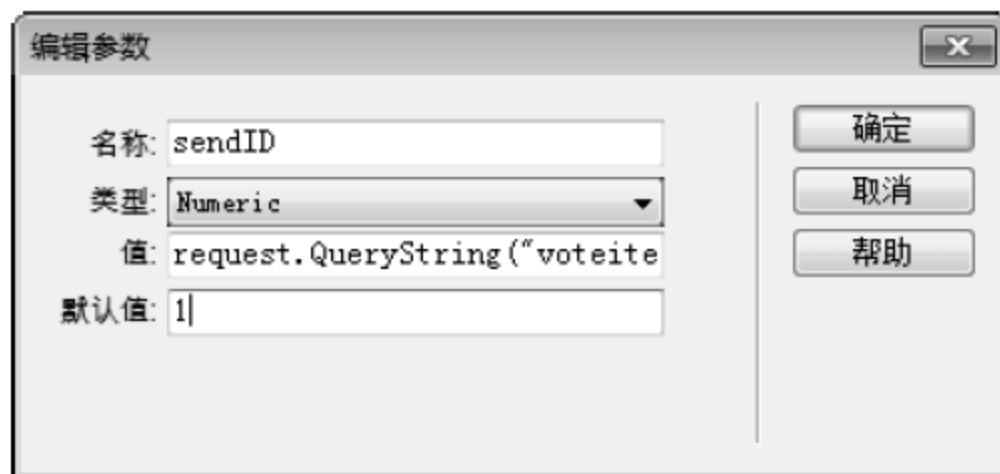 编辑参数
名称: sendID
确定
类型: Numeric
取消
值: request.QueryString("voteite
帮助
默认值: 1